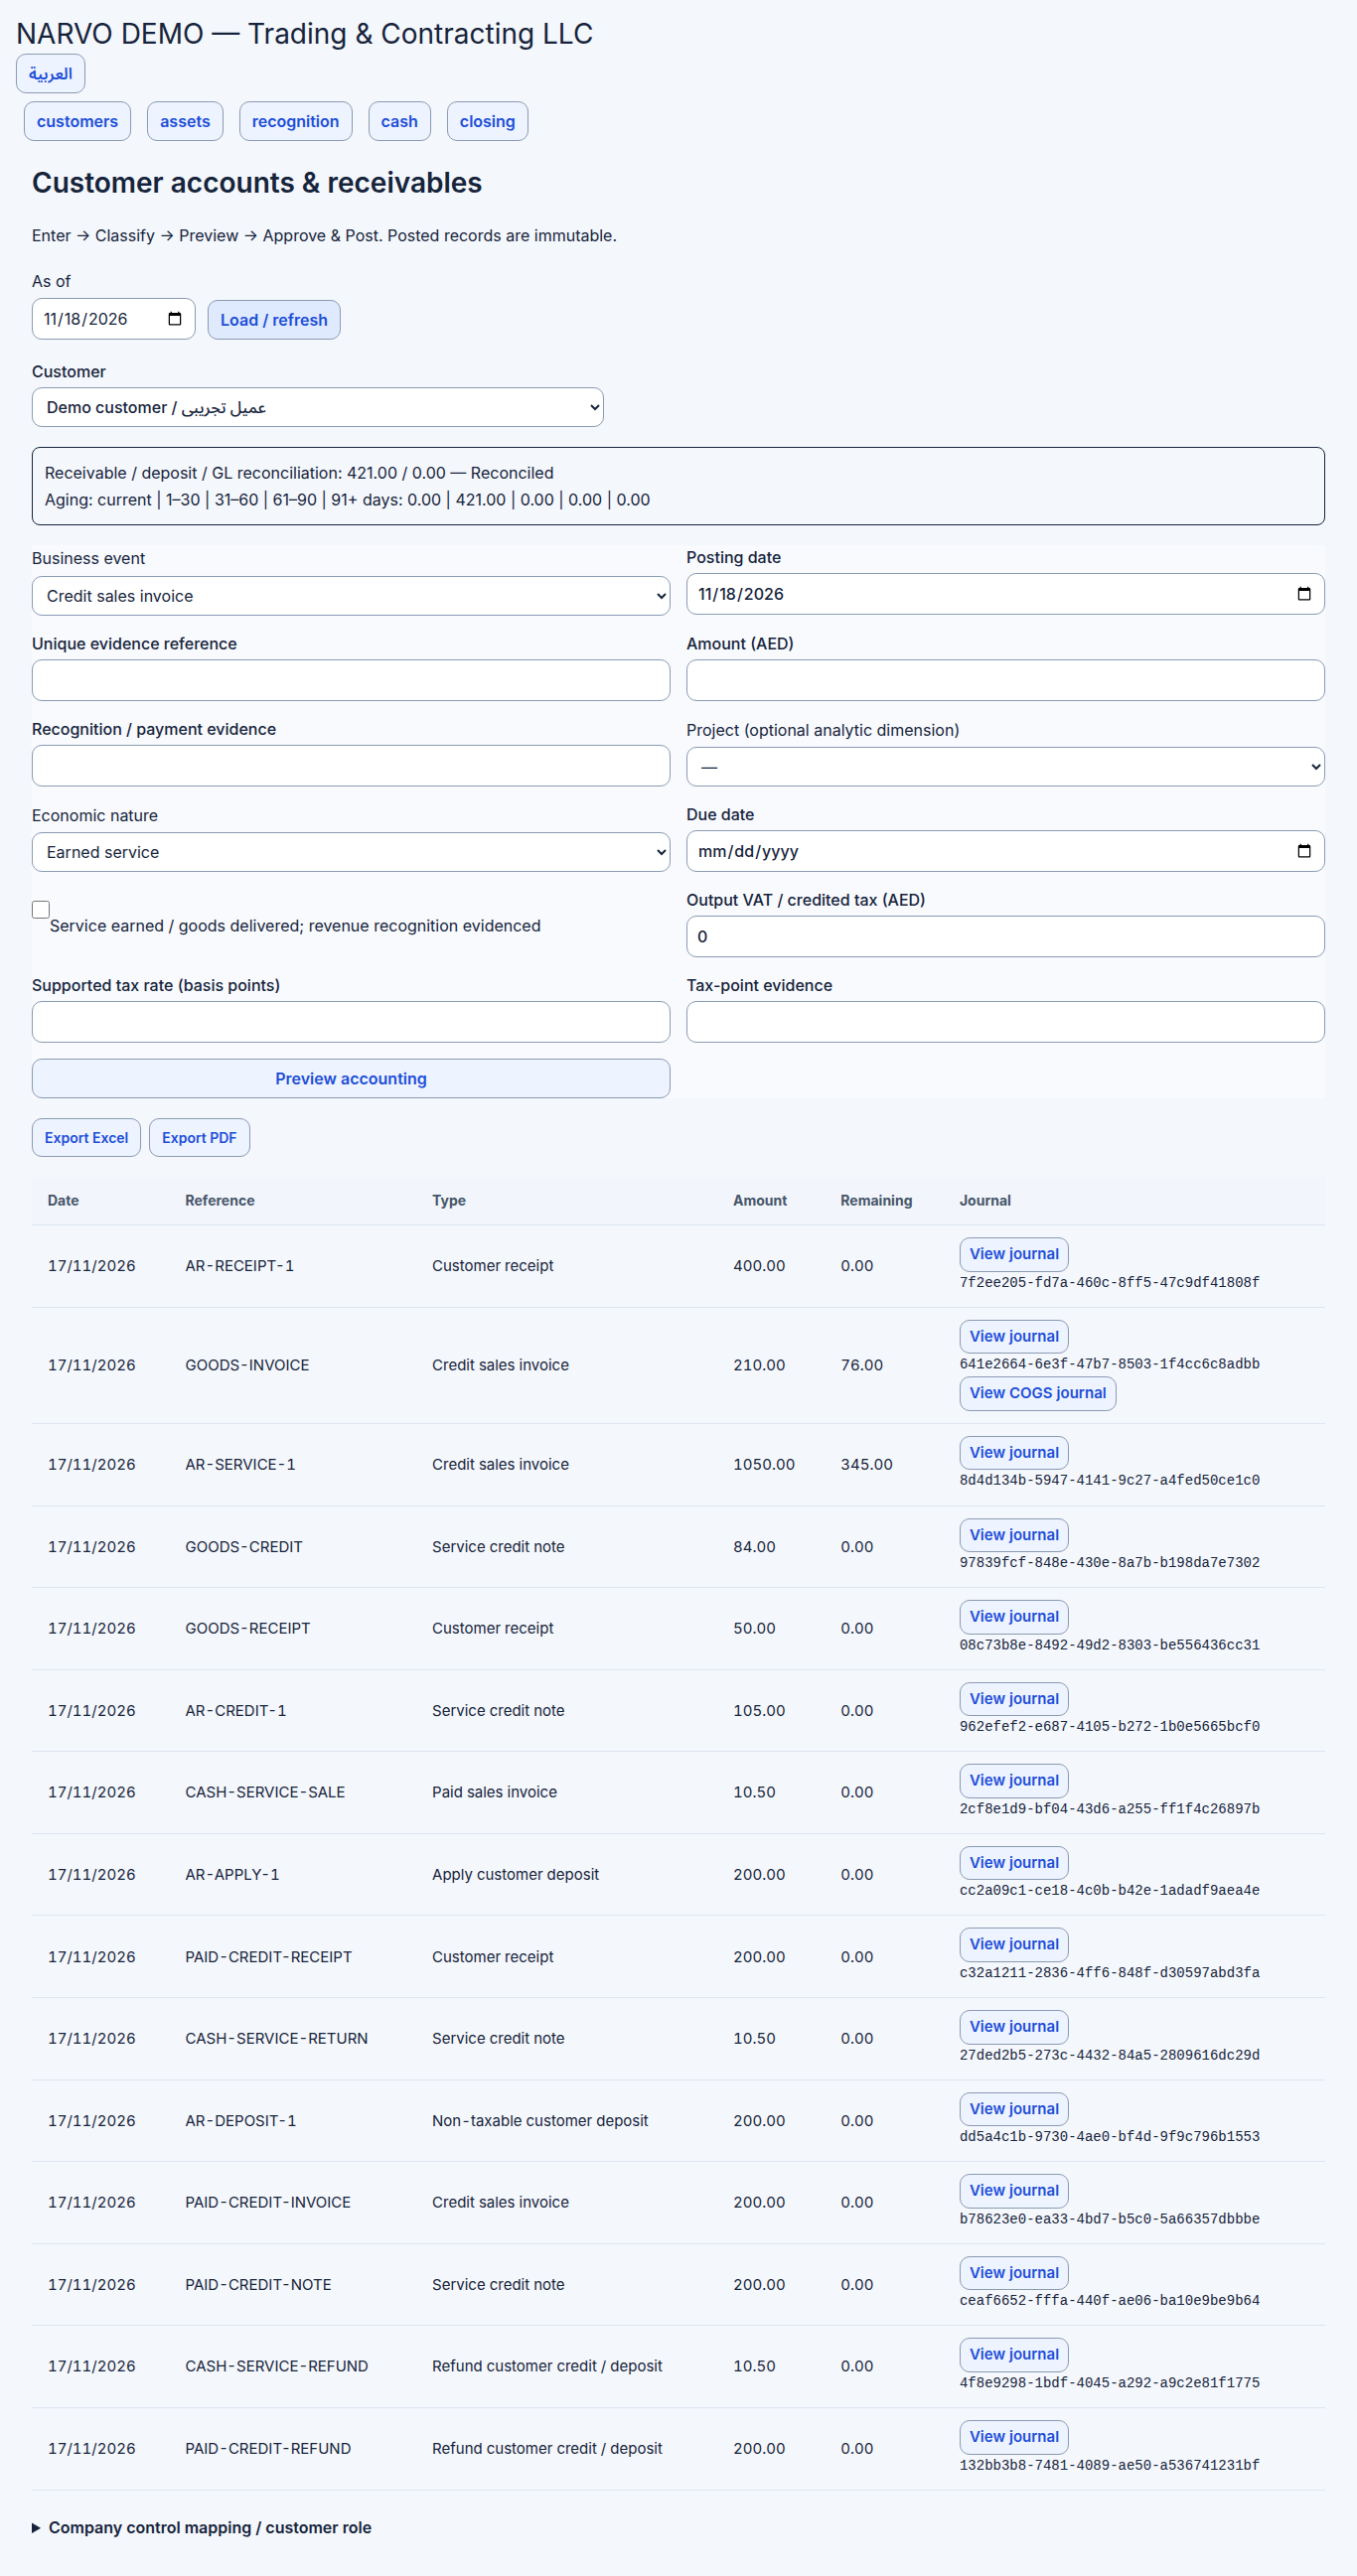 NARVO DEMO — Trading & Contracting LLC
العربية
customers assets recognition cash closing
Customer accounts & receivables
Enter → Classify → Preview → Approve & Post. Posted records are immutable.
As of
11/18/2026 Load / refresh
Customer
Demo customer / عميل تجريبي
Receivable / deposit / GL reconciliation: 421.00 / 0.00 — Reconciled
Aging: current | 1–30 | 31–60 | 61–90 | 91+ days: 0.00 | 421.00 | 0.00 | 0.00 | 0.00
Business event Posting date
Credit sales invoice 11/18/2026
Unique evidence reference Amount (AED)
Recognition / payment evidence Project (optional analytic dimension)
—
Economic nature Due date
Earned service mm/dd/yyyy
Output VAT / credited tax (AED)
Service earned / goods delivered; revenue recognition evidenced
0
Supported tax rate (basis points) Tax-point evidence
Preview accounting
Export Excel Export PDF
Date Reference Type Amount Remaining Journal
17/11/2026 AR-RECEIPT-1 Customer receipt 400.00 0.00 View journal
7f2ee205-fd7a-460c-8ff5-47c9df41808f
17/11/2026 GOODS-INVOICE Credit sales invoice 210.00 76.00 View journal
641e2664-6e3f-47b7-8503-1f4cc6c8adbb
View COGS journal
17/11/2026 AR-SERVICE-1 Credit sales invoice 1050.00 345.00 View journal
8d4d134b-5947-4141-9c27-a4fed50ce1c0
17/11/2026 GOODS-CREDIT Service credit note 84.00 0.00 View journal
97839fcf-848e-430e-8a7b-b198da7e7302
17/11/2026 GOODS-RECEIPT Customer receipt 50.00 0.00 View journal
08c73b8e-8492-49d2-8303-be556436cc31
17/11/2026 AR-CREDIT-1 Service credit note 105.00 0.00 View journal
962efef2-e687-4105-b272-1b0e5665bcf0
17/11/2026 CASH-SERVICE-SALE Paid sales invoice 10.50 0.00 View journal
2cf8e1d9-bf04-43d6-a255-ff1f4c26897b
17/11/2026 AR-APPLY-1 Apply customer deposit 200.00 0.00 View journal
cc2a09c1-ce18-4c0b-b42e-1adadf9aea4e
17/11/2026 PAID-CREDIT-RECEIPT Customer receipt 200.00 0.00 View journal
c32a1211-2836-4ff6-848f-d30597abd3fa
17/11/2026 CASH-SERVICE-RETURN Service credit note 10.50 0.00 View journal
27ded2b5-273c-4432-84a5-2809616dc29d
17/11/2026 AR-DEPOSIT-1 Non-taxable customer deposit 200.00 0.00 View journal
dd5a4c1b-9730-4ae0-bf4d-9f9c796b1553
17/11/2026 PAID-CREDIT-INVOICE Credit sales invoice 200.00 0.00 View journal
b78623e0-ea33-4bd7-b5c0-5a66357dbbbe
17/11/2026 PAID-CREDIT-NOTE Service credit note 200.00 0.00 View journal
ceaf6652-fffa-440f-ae06-ba10e9be9b64
17/11/2026 CASH-SERVICE-REFUND Refund customer credit / deposit 10.50 0.00 View journal
4f8e9298-1bdf-4045-a292-a9c2e81f1775
17/11/2026 PAID-CREDIT-REFUND Refund customer credit / deposit 200.00 0.00 View journal
132bb3b8-7481-4089-ae50-a536741231bf
Company control mapping / customer role